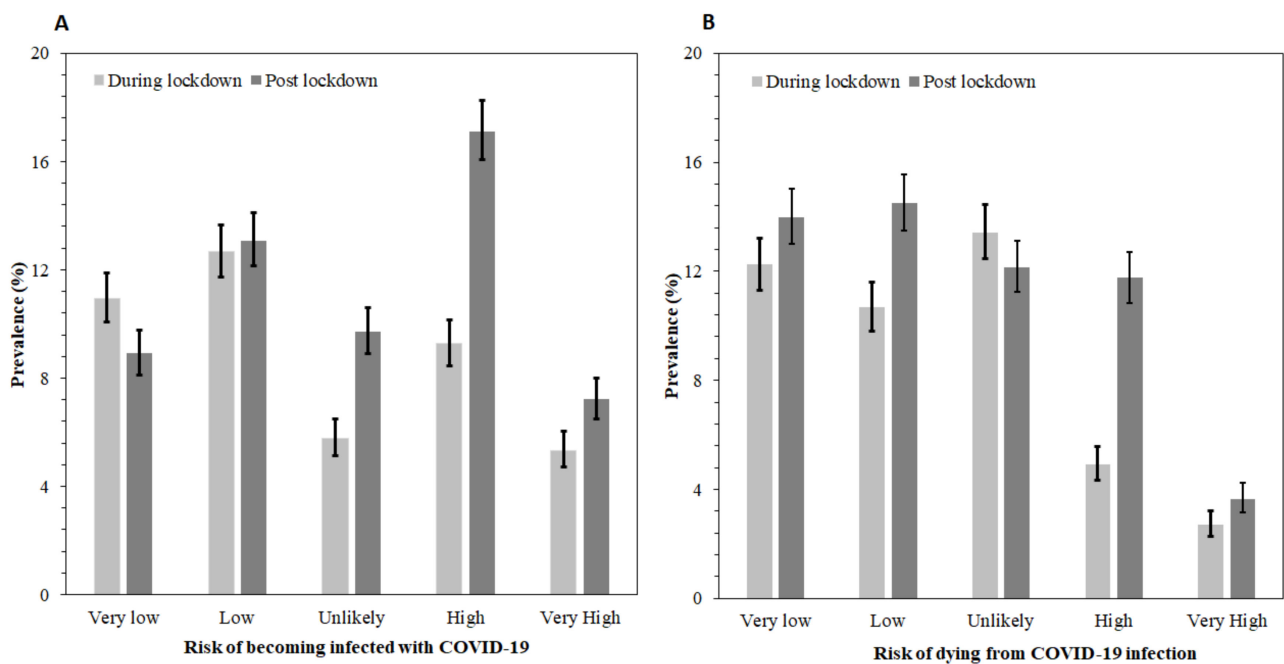 A
20
16
12
8
4
0
Prevalence (%)
During lockdown Post lockdown
Very low Low Unlikely High Very High
Risk of becoming infected with COVID-19
B
20
16
12
8
4
0
Prevalence (%)
During lockdown Post lockdown
Very low Low Unlikely High Very High
Risk of dying from COVID-19 infection